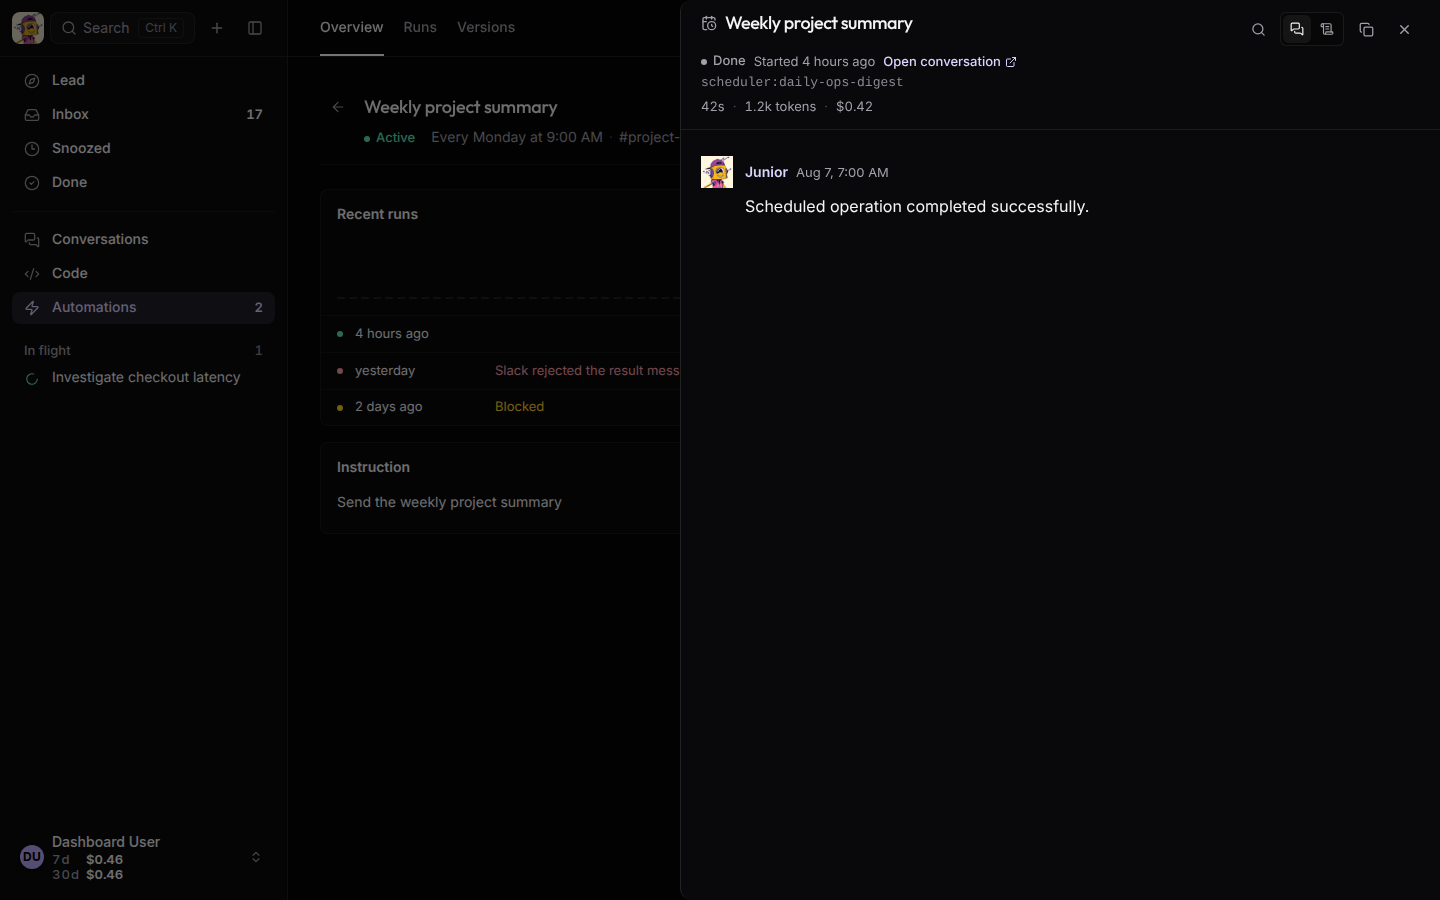 Search Ctrl K
Lead
Inbox 17
Snoozed
Done
Conversations
Code
Automations 2
In flight 1
Investigate checkout latency
DU
Dashboard User
7d $0.46
30d $0.46
Overview Runs Versions
Weekly project summary
Active Every Monday at 9:00 AM · #project-
Recent runs
4 hours ago
yesterday Slack rejected the result mess
2 days ago Blocked
Instruction
Send the weekly project summary
Weekly project summary
Done Started 4 hours ago Open conversation
scheduler:daily-ops-digest
42s · 1.2k tokens · $0.42
Junior Aug 7, 7:00 AM
Scheduled operation completed successfully.